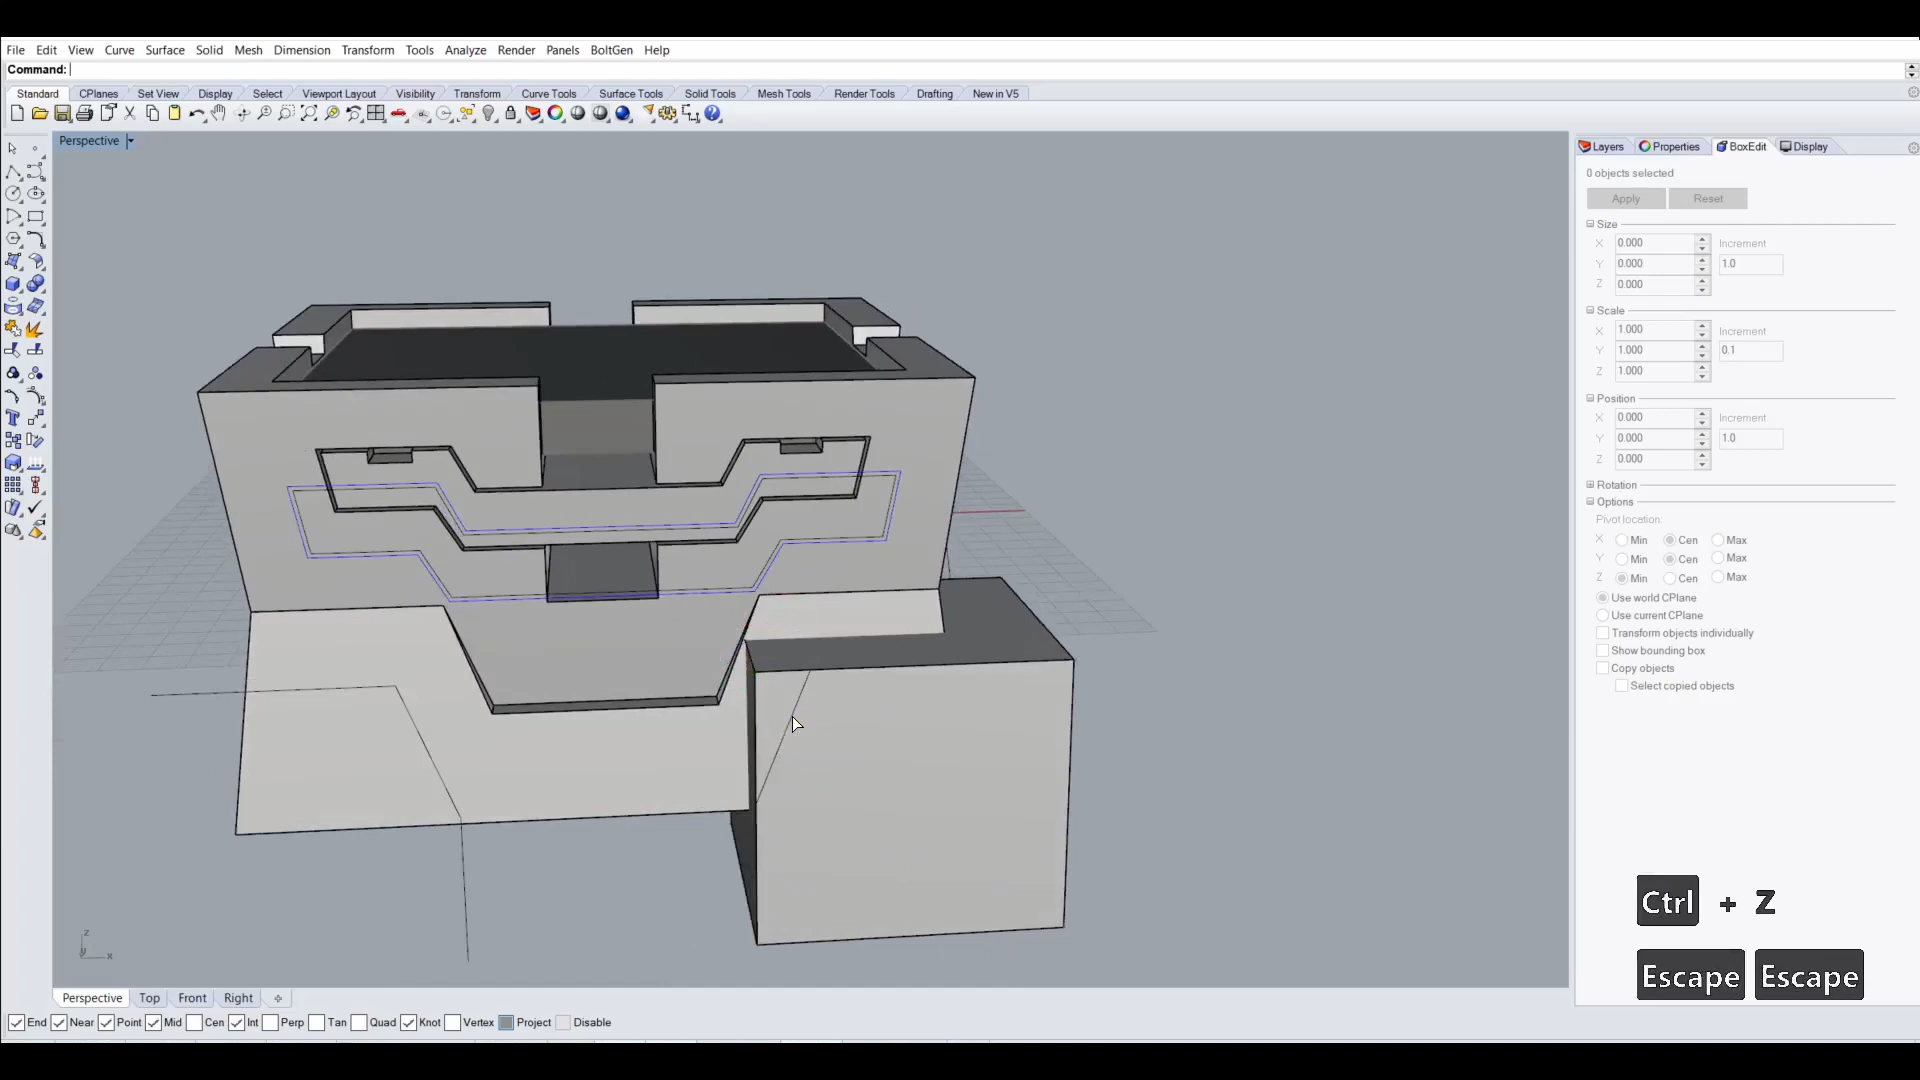 File Edit View Curve Surface Solid Mesh Dimension Transform Tools Analyze Render Panels BoltGen Help
Command:
Standard CPlanes Set View Display Select Viewport Layout Visibility Transform Curve Tools Surface Tools Solid Tools Mesh Tools Render Tools Drafting New in V5
Perspective
Layers Properties BoxEdit Display
0 objects selected
Apply Reset
Size
X 0.000 Increment
Y 0.000 1.0
Z 0.000
Scale
X 1.000 Increment
Y 1.000 0.1
Z 1.000
Position
X 0.000 Increment
Y 0.000 1.0
Z 0.000
Rotation
Options
Pivot location:
X Min Cen Max
Y Min Cen Max
Z Min Cen Max
Use world CPlane
Use current CPlane
Transform objects individually
Show bounding box
Copy objects
Select copied objects
Ctrl + Z
Escape Escape
z
y x
Perspective Top Front Right
End Near Point Mid Cen Int Perp Tan Quad Knot Vertex Project Disable